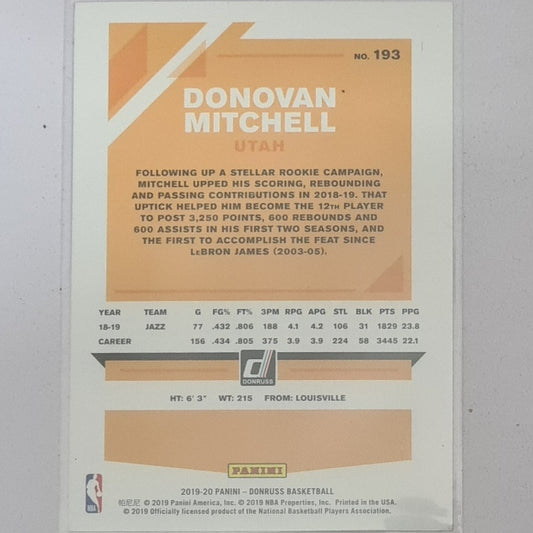 NO. 193
DONOVAN
MITCHELL
UTAH
FOLLOWING UP A STELLAR ROOKIE CAMPAIGN,
MITCHELL UPPED HIS SCORING, REBOUNDING
AND PASSING CONTRIBUTIONS IN 2018-19. THAT
UPTICK HELPED HIM BECOME THE 12TH PLAYER
TO POST 3,250 POINTS, 600 REBOUNDS AND
600 ASSISTS IN HIS FIRST TWO SEASONS, AND
THE FIRST TO ACCOMPLISH THE FEAT SINCE
LEBRON JAMES (2003-05).
YEAR TEAM G FG% FT% 3PM RPG APG STL BLK PTS PPG
18-19 JAZZ 77 .432 .806 188 4.1 4.2 106 31 1829 23.8
CAREER 156 .434 .805 375 3.9 3.9 224 58 3445 22.1
d
DONRUSS
HT: 6' 3" WT: 215 FROM: LOUISVILLE
PANINI
NBA
2019-20 PANINI – DONRUSS BASKETBALL
帕尼尼 © 2019 Panini America, Inc. © 2019 NBA Properties, Inc. Printed in the USA.
© 2019 Officially licensed product of the National Basketball Players Association.